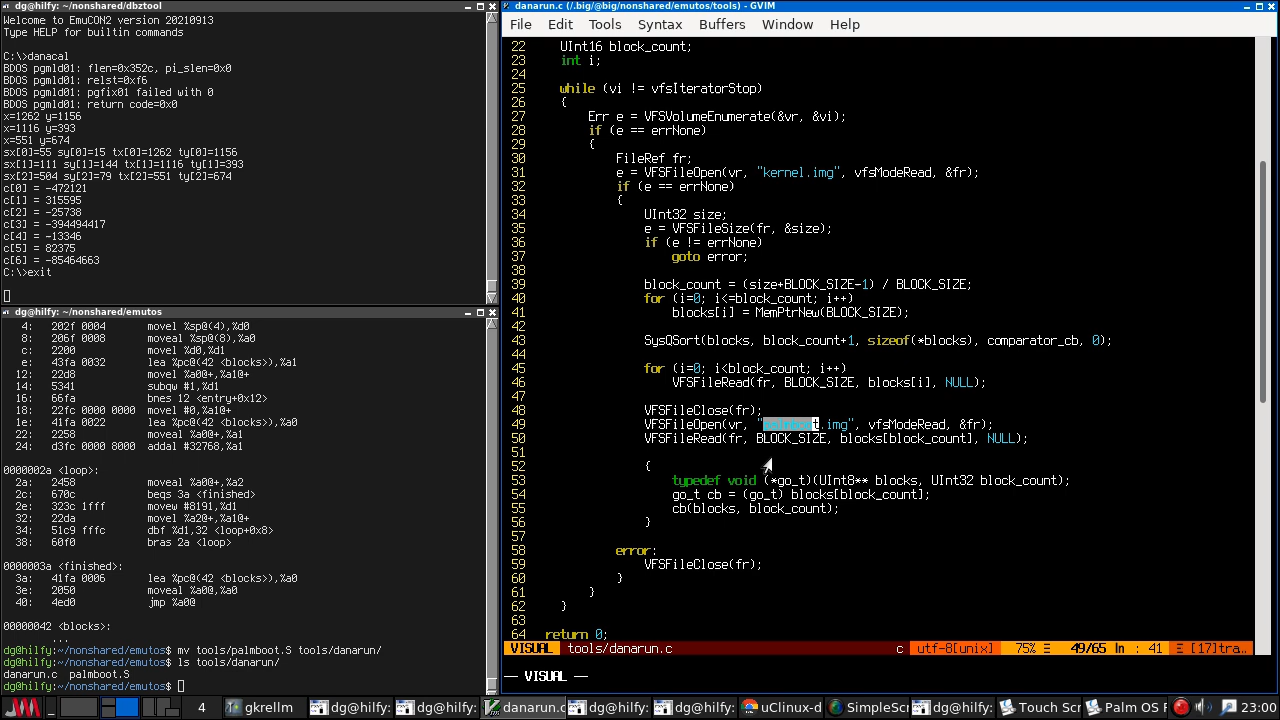 dg@hilfy: ~/nonshared/dbztool
Welcome to EmuCON2 version 20210913
Type HELP for builtin commands
C:\>danacal
BDOS pgmld01: flen=0x352c, pi_slen=0x0
BDOS pgmld01: relst=0xf6
BDOS pgmld01: pgfix01 failed with 0
BDOS pgmld01: return code=0x0
x=1262 y=1156
x=1116 y=393
x=551 y=674
sx[0]=55 sy[0]=15 tx[0]=1262 ty[0]=1156
sx[1]=111 sy[1]=144 tx[1]=1116 ty[1]=393
sx[2]=504 sy[2]=79 tx[2]=551 ty[2]=674
c[0] = -472121
c[1] = 315595
c[2] = -25738
c[3] = -394494417
c[4] = -13346
c[5] = 82375
c[6] = -85464663
C:\>exit
dg@hilfy: ~/nonshared/emutos
4: 202f 0004 movel %sp@(4),%d0
8: 206f 0008 moveal %sp@(8),%a0
c: 2200 movel %d0,%d1
e: 43fa 0032 lea %pc@(42 <blocks>),%a1
12: 22d8 movel %a0@+,%a1@+
14: 5341 subqw #1,%d1
16: 66fa bnes 12 <entry+0x12>
18: 22fc 0000 0000 movel #0,%a1@+
1e: 41fa 0022 lea %pc@(42 <blocks>),%a0
22: 2250 moveal %a0@,%a1
24: d3fc 0000 8000 addal #32768,%a1
0000002a <loop>:
2a: 2458 moveal %a0@+,%a2
2c: 670c beqs 3a <finished>
2e: 323c 1fff movew #8191,%d1
32: 22da movel %a2@+,%a1@+
34: 51c9 fffc dbf %d1,32 <loop+0x8>
38: 60f0 bras 2a <loop>
0000003a <finished>:
3a: 41fa 0006 lea %pc@(42 <blocks>),%a0
3e: 2050 moveal %a0@,%a0
40: 4ed0 jmp %a0@
00000042 <blocks>:
...
dg@hilfy:~/nonshared/emutos$ mv tools/palmboot.S tools/danarun/
dg@hilfy:~/nonshared/emutos$ ls tools/danarun/
danarun.c palmboot.S
dg@hilfy:~/nonshared/emutos$
danarun.c (/.big/@big/nonshared/emutos/tools) - GVIM
File Edit Tools Syntax Buffers Window Help
22 UInt16 block_count;
23 int i;
24
25 while (vi != vfsIteratorStop)
26 {
27 Err e = VFSVolumeEnumerate(&vr, &vi);
28 if (e == errNone)
29 {
30 FileRef fr;
31 e = VFSFileOpen(vr, "kernel.img", vfsModeRead, &fr);
32 if (e == errNone)
33 {
34 UInt32 size;
35 e = VFSFileSize(fr, &size);
36 if (e != errNone)
37 goto error;
38
39 block_count = (size+BLOCK_SIZE-1) / BLOCK_SIZE;
40 for (i=0; i<=block_count; i++)
41 blocks[i] = MemPtrNew(BLOCK_SIZE);
42
43 SysQSort(blocks, block_count+1, sizeof(*blocks), comparator_cb, 0);
44
45 for (i=0; i<block_count; i++)
46 VFSFileRead(fr, BLOCK_SIZE, blocks[i], NULL);
47
48 VFSFileClose(fr);
49 VFSFileOpen(vr, "palmboot.img", vfsModeRead, &fr);
50 VFSFileRead(fr, BLOCK_SIZE, blocks[block_count], NULL);
51
52 {
53 typedef void (*go_t)(UInt8** blocks, UInt32 block_count);
54 go_t cb = (go_t) blocks[block_count];
55 cb(blocks, block_count);
56 }
57
58 error:
59 VFSFileClose(fr);
60 }
61 }
62 }
63
64 return 0;
VISUAL tools/danarun.c c utf-8[unix] 75% Ξ 49/65 ln : 41 Ξ [17]tra..
-- VISUAL --
4 gkrellm dg@hilfy: dg@hilfy: danarun.c dg@hilfy: dg@hilfy: uClinux-d SimpleScr dg@hilfy: Touch Scr Palm OS F 23:00